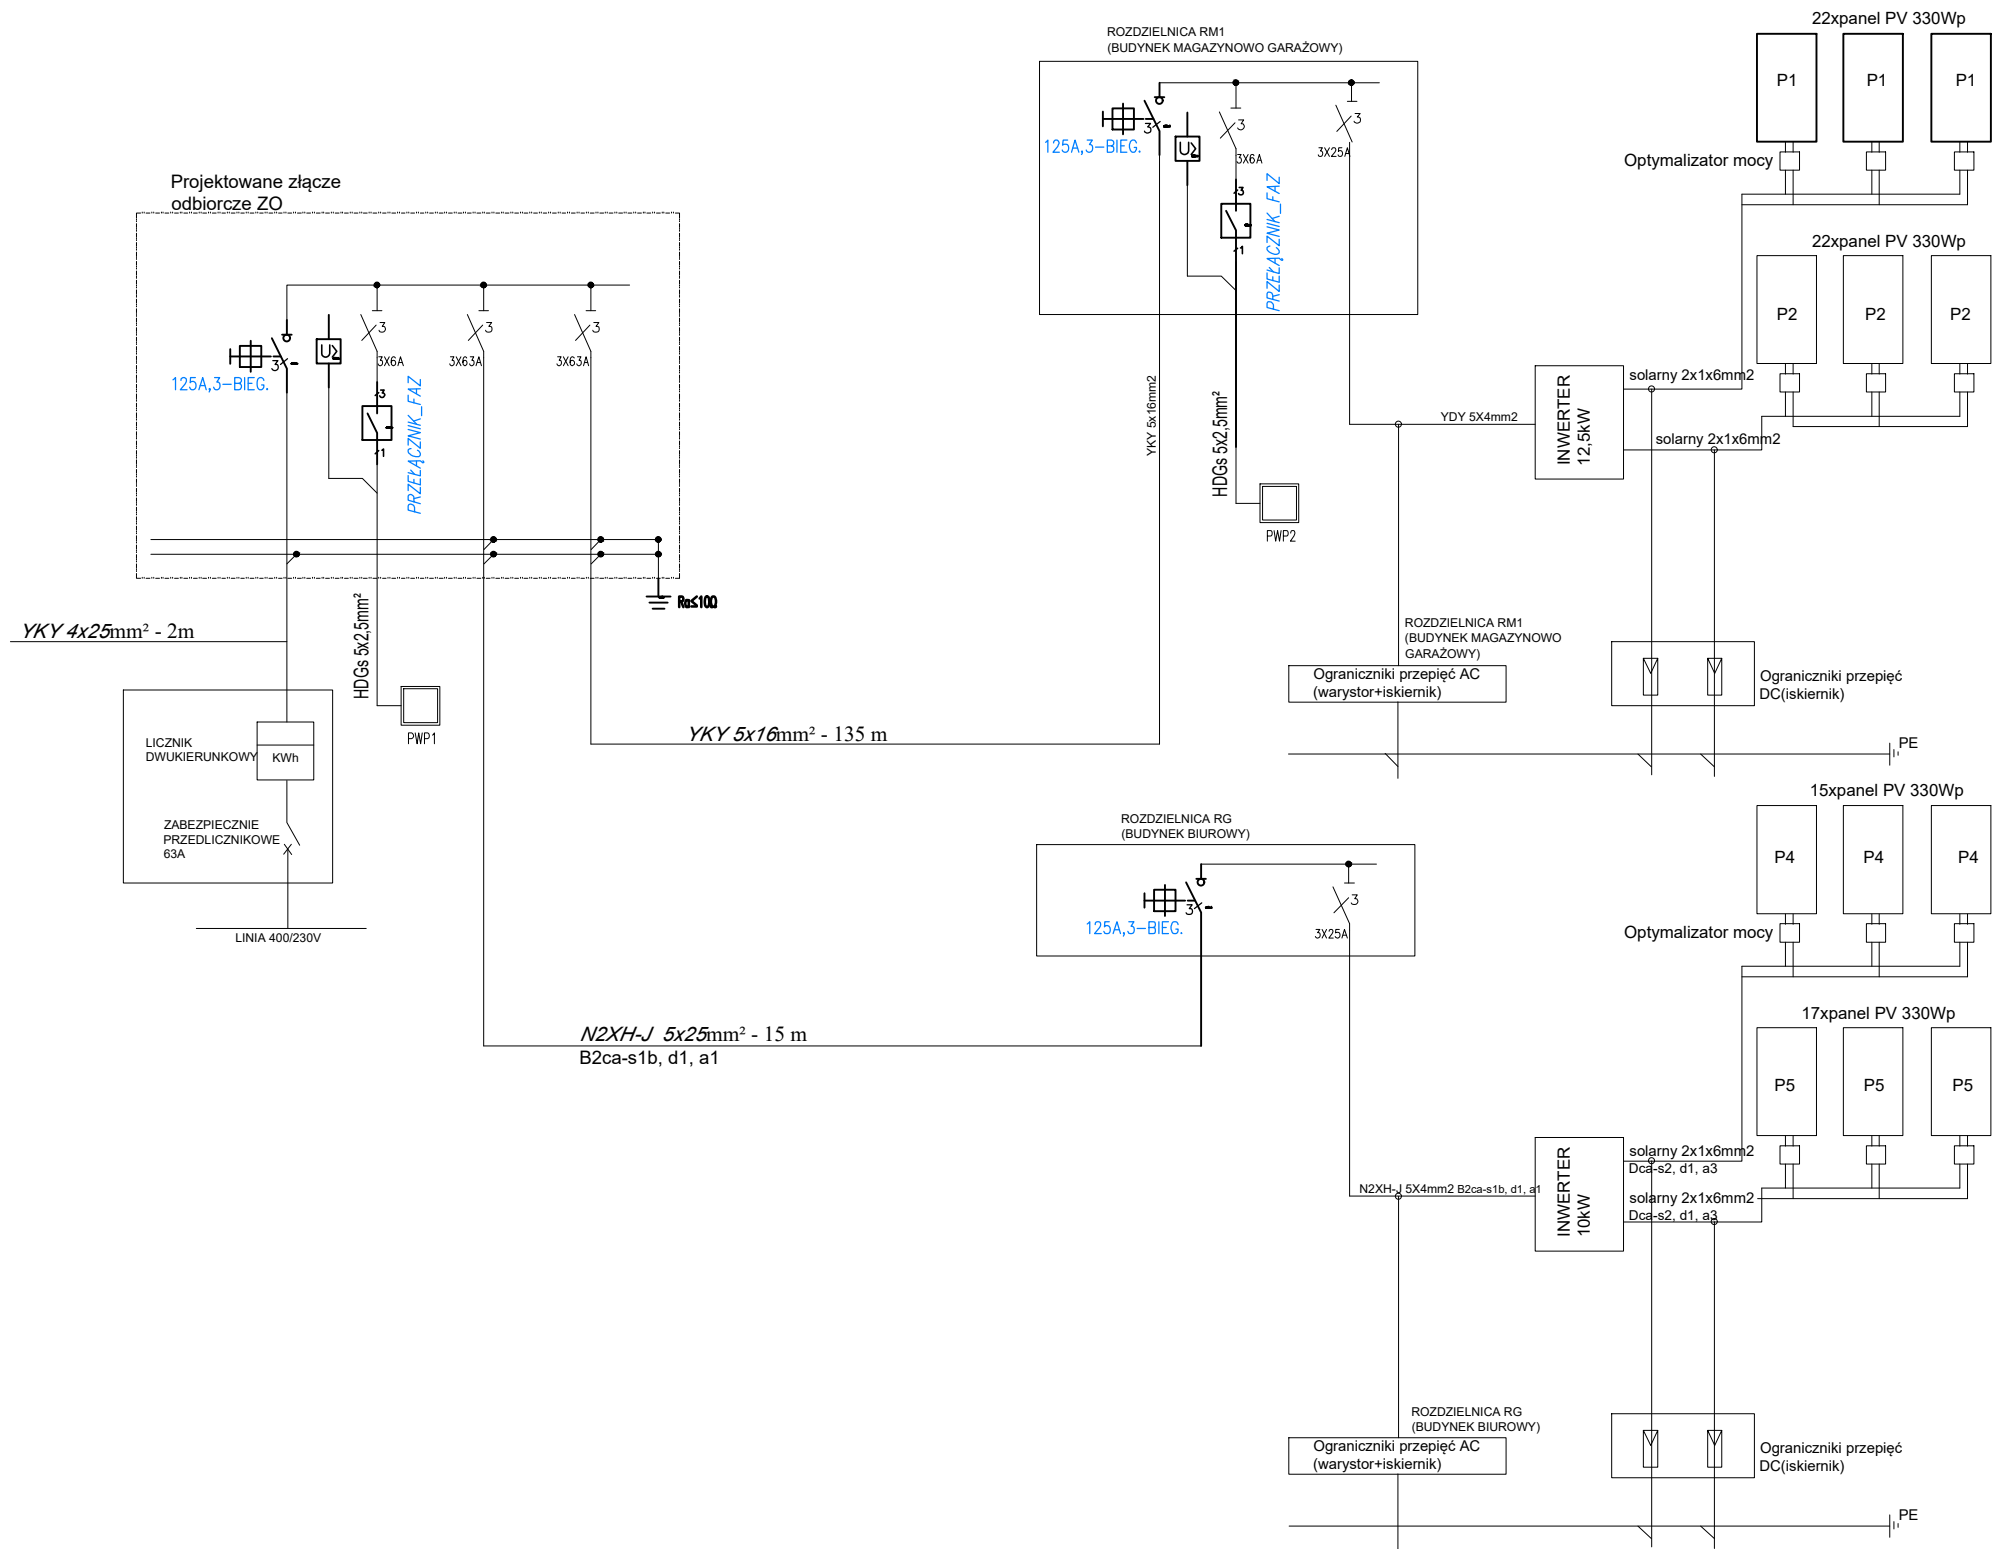 22xpanel PV 330Wp
P1
P1
P1
Optymalizator mocy
22xpanel PV 330Wp
P2
P2
P2
ROZDZIELNICA RM1
(BUDYNEK MAGAZYNOWO GARAŻOWY)
125A,3-BIEG.
3
U
3
3X6A
3
1
PRZEŁĄCZNIK_FAZ
3
3X25A
Projektowane złącze
odbiorcze ZO
125A,3-BIEG.
3
U
3
3X6A
3
1
PRZEŁĄCZNIK_FAZ
3
3X63A
3
3X63A
Ra≤10Ω
YKY 5x16mm2
HDGs 5x2,5mm²
PWP2
YDY 5X4mm2
INWERTER
12,5kW
solarny 2x1x6mm2
solarny 2x1x6mm2
YKY 4x25mm² - 2m
HDGs 5x2,5mm²
PWP1
LICZNIK
DWUKIERUNKOWY
KWh
ZABEZPIECZNIE
PRZEDLICZNIKOWE
63A
LINIA 400/230V
YKY 5x16mm² - 135 m
ROZDZIELNICA RM1
(BUDYNEK MAGAZYNOWO
GARAŻOWY)
Ograniczniki przepięć AC
(warystor+iskiernik)
Ograniczniki przepięć
DC(iskiernik)
PE
15xpanel PV 330Wp
P4
P4
P4
Optymalizator mocy
17xpanel PV 330Wp
P5
P5
P5
ROZDZIELNICA RG
(BUDYNEK BIUROWY)
125A,3-BIEG.
3
3
3X25A
N2XH-J 5x25mm² - 15 m
B2ca-s1b, d1, a1
N2XH-J 5X4mm2 B2ca-s1b, d1, a1
INWERTER
10kW
solarny 2x1x6mm2
Dca-s2, d1, a3
solarny 2x1x6mm2
Dca-s2, d1, a3
ROZDZIELNICA RG
(BUDYNEK BIUROWY)
Ograniczniki przepięć AC
(warystor+iskiernik)
Ograniczniki przepięć
DC(iskiernik)
PE